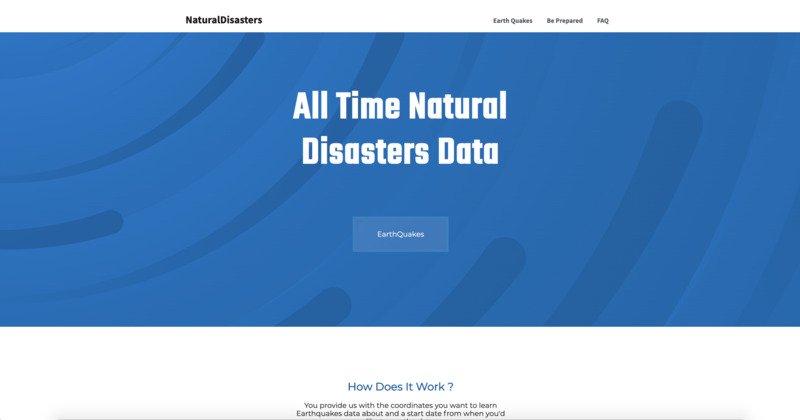 NaturalDisasters
Earth Quakes Be Prepared FAQ
All Time Natural
Disasters Data
EarthQuakes
How Does It Work ?
You provide us with the coordinates you want to learn
Earthquakes data about and a start date from when you'd